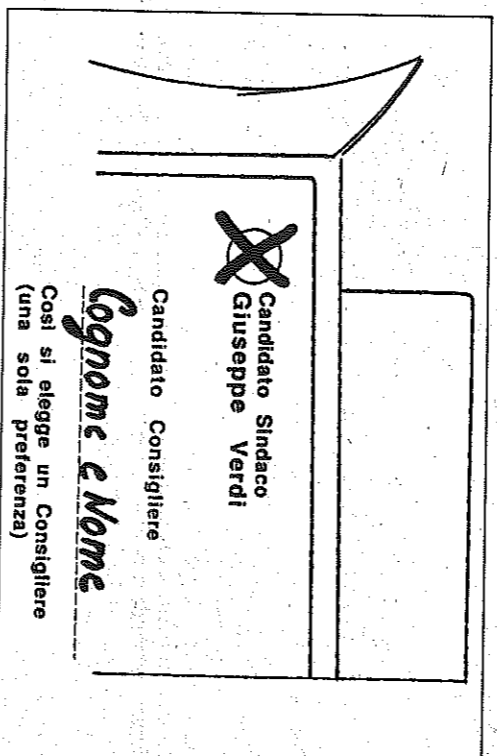 Candidato Sindaco
Giuseppe Verdi
Candidato Consigliere
Cognome e Nome
Così si elegge un Consigliere
(una sola preferenza)